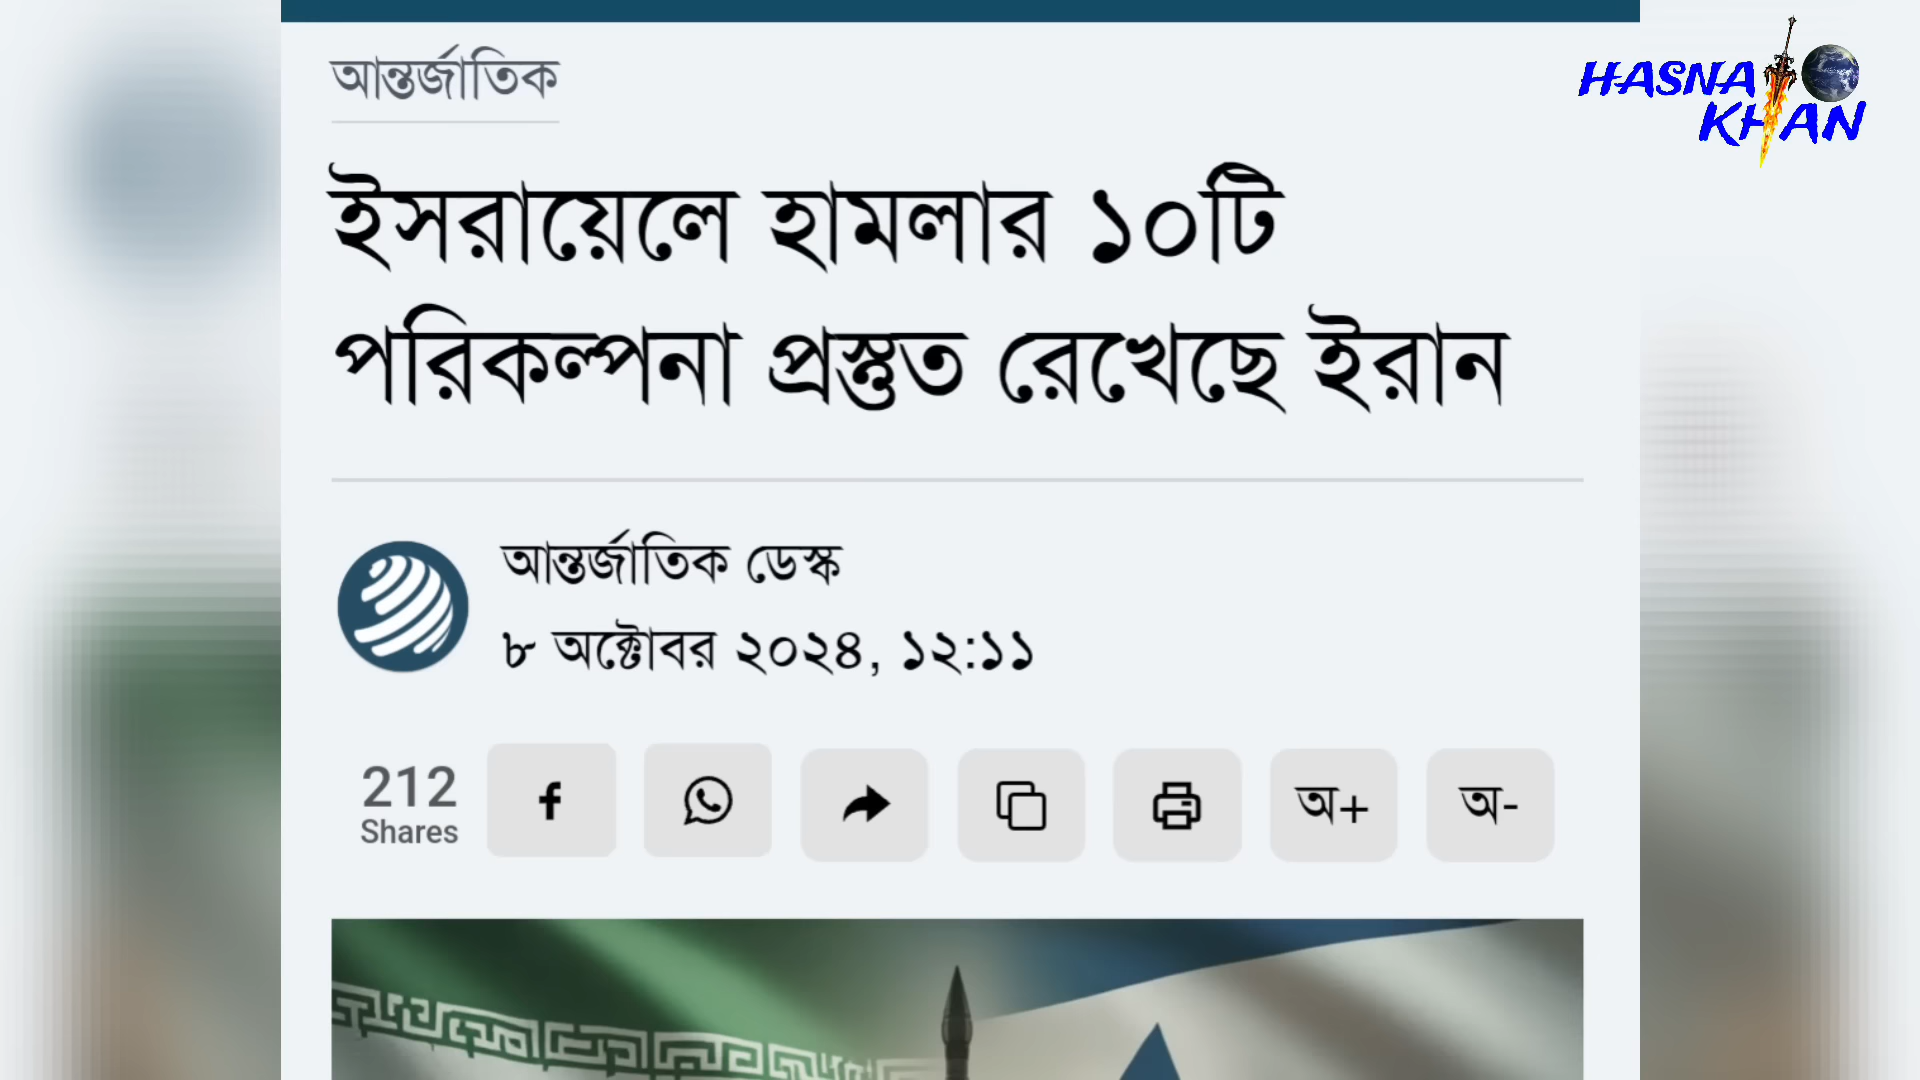 আন্তর্জাতিক
HASNA
KHAN
ইসরায়েলে হামলার ১০টি
পরিকল্পনা প্রস্তুত রেখেছে ইরান
আন্তর্জাতিক ডেস্ক
৮ অক্টোবর ২০২৪, ১২:১১
212
Shares
অ+
অ-